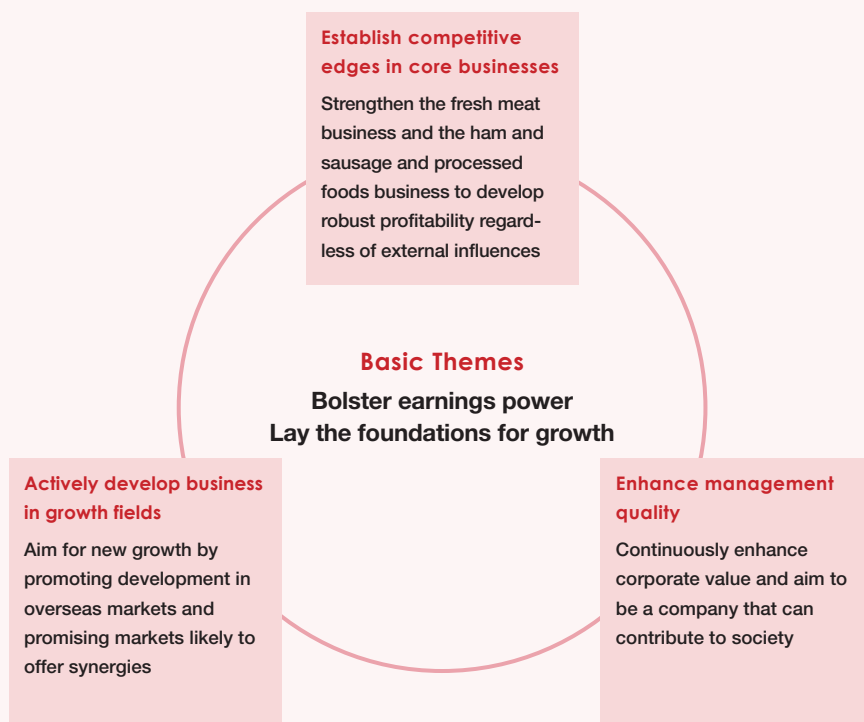 Establish competitive
edges in core businesses
Strengthen the fresh meat
business and the ham and
sausage and processed
foods business to develop
robust profitability regard-
less of external influences
Basic Themes
Bolster earnings power
Lay the foundations for growth
Actively develop business
in growth fields
Aim for new growth by
promoting development in
overseas markets and
promising markets likely to
offer synergies
Enhance management
quality
Continuously enhance
corporate value and aim to
be a company that can
contribute to society